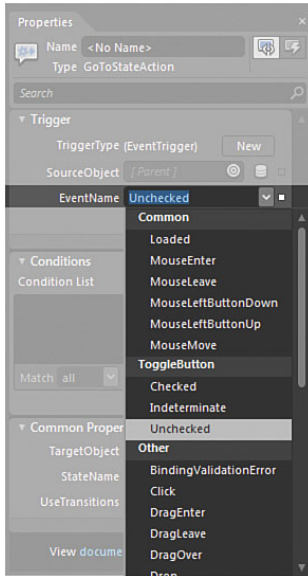 Properties
Name <No Name>
Type GoToStateAction
Search
Trigger
TriggerType (EventTrigger) New
SourceObject [Parent]
EventName Unchecked
Common
Loaded
MouseEnter
MouseLeave
MouseLeftButtonDown
MouseLeftButtonUp
MouseMove
ToggleButton
Checked
Indeterminate
Unchecked
Other
BindingValidationError
Click
DragEnter
DragLeave
DragOver
Drop
Conditions
Condition List
Match all
Common Proper
TargetObject
StateName
UseTransitions
View docume